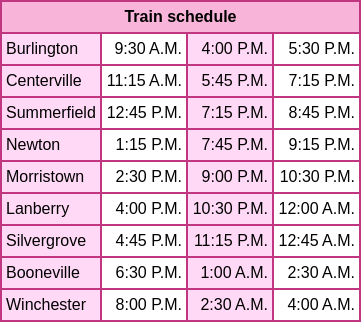 Train schedule
Burlington 9:30 A.M. 4:00 P.M. 5:30 P.M.
Centerville 11:15 A.M. 5:45 P.M. 7:15 P.M.
Summerfield 12:45 P.M. 7:15 P.M. 8:45 P.M.
Newton 1:15 P.M. 7:45 P.M. 9:15 P.M.
Morristown 2:30 P.M. 9:00 P.M. 10:30 P.M.
Lanberry 4:00 P.M. 10:30 P.M. 12:00 A.M.
Silvergrove 4:45 P.M. 11:15 P.M. 12:45 A.M.
Booneville 6:30 P.M. 1:00 A.M. 2:30 A.M.
Winchester 8:00 P.M. 2:30 A.M. 4:00 A.M.